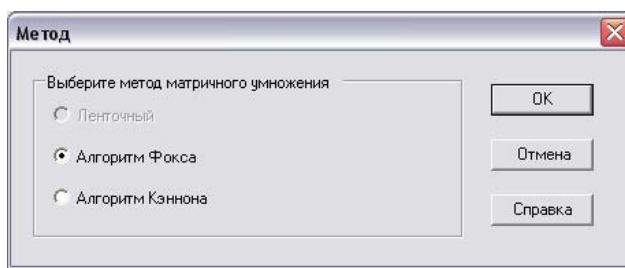 Метод
Выберите метод матричного умножения
Ленточный
Алгоритм Фокса
Алгоритм Кэннона
OK
Отмена
Справка